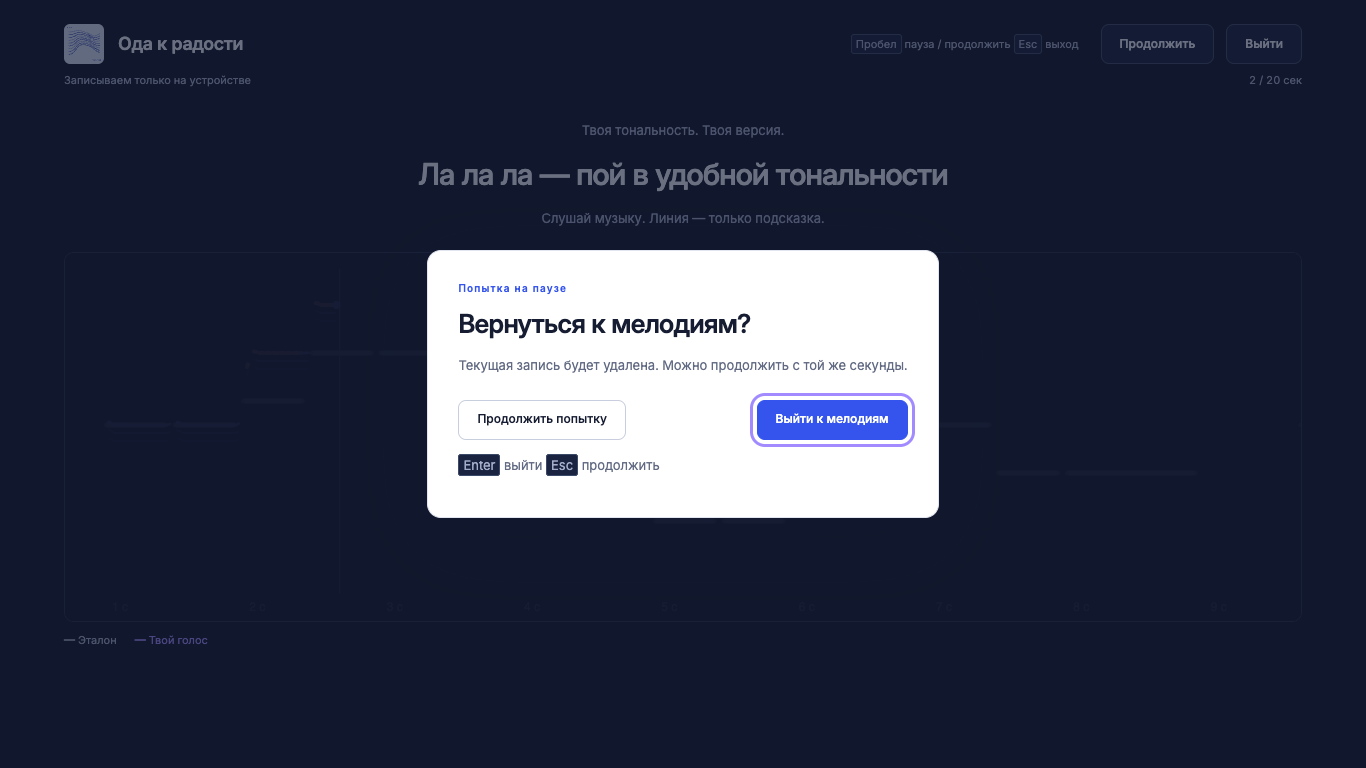 Ода к радости
Пробел пауза / продолжить Esc выход
Продолжить
Выйти
Записываем только на устройстве
2 / 20 сек
Твоя тональность. Твоя версия.
Ла ла ла — пой в удобной тональности
Слушай музыку. Линия — только подсказка.
Попытка на паузе
Вернуться к мелодиям?
Текущая запись будет удалена. Можно продолжить с той же секунды.
Продолжить попытку
Выйти к мелодиям
Enter выйти Esc продолжить
— Эталон
— Твой голос